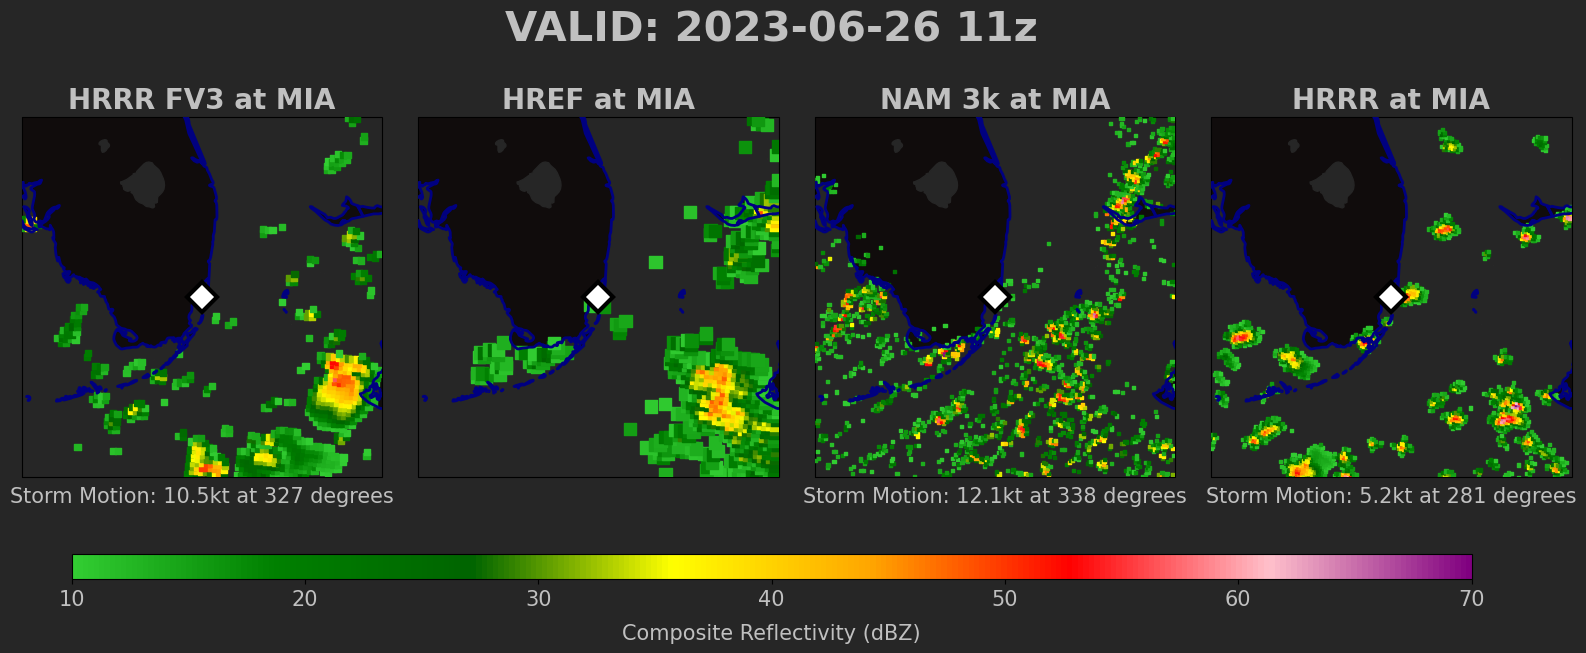 VALID: 2023-06-26 11z
HRRR FV3 at MIA
HREF at MIA
NAM 3k at MIA
HRRR at MIA
Storm Motion: 10.5kt at 327 degrees
Storm Motion: 12.1kt at 338 degrees
Storm Motion: 5.2kt at 281 degrees
10 20 30 40 50 60 70
Composite Reflectivity (dBZ)